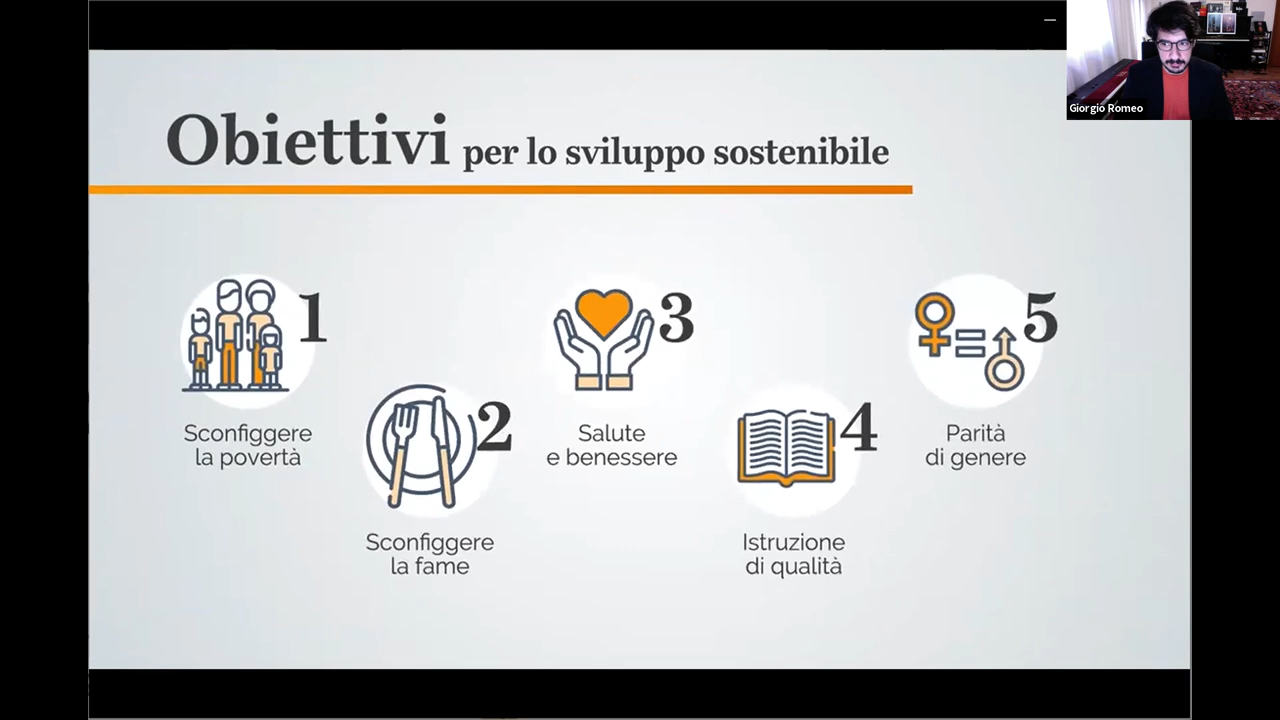 Giorgio Romeo
Obiettivi per lo sviluppo sostenibile
1
Sconfiggere
la povertà
2
Sconfiggere
la fame
3
Salute
e benessere
4
Istruzione
di qualità
5
Parità
di genere